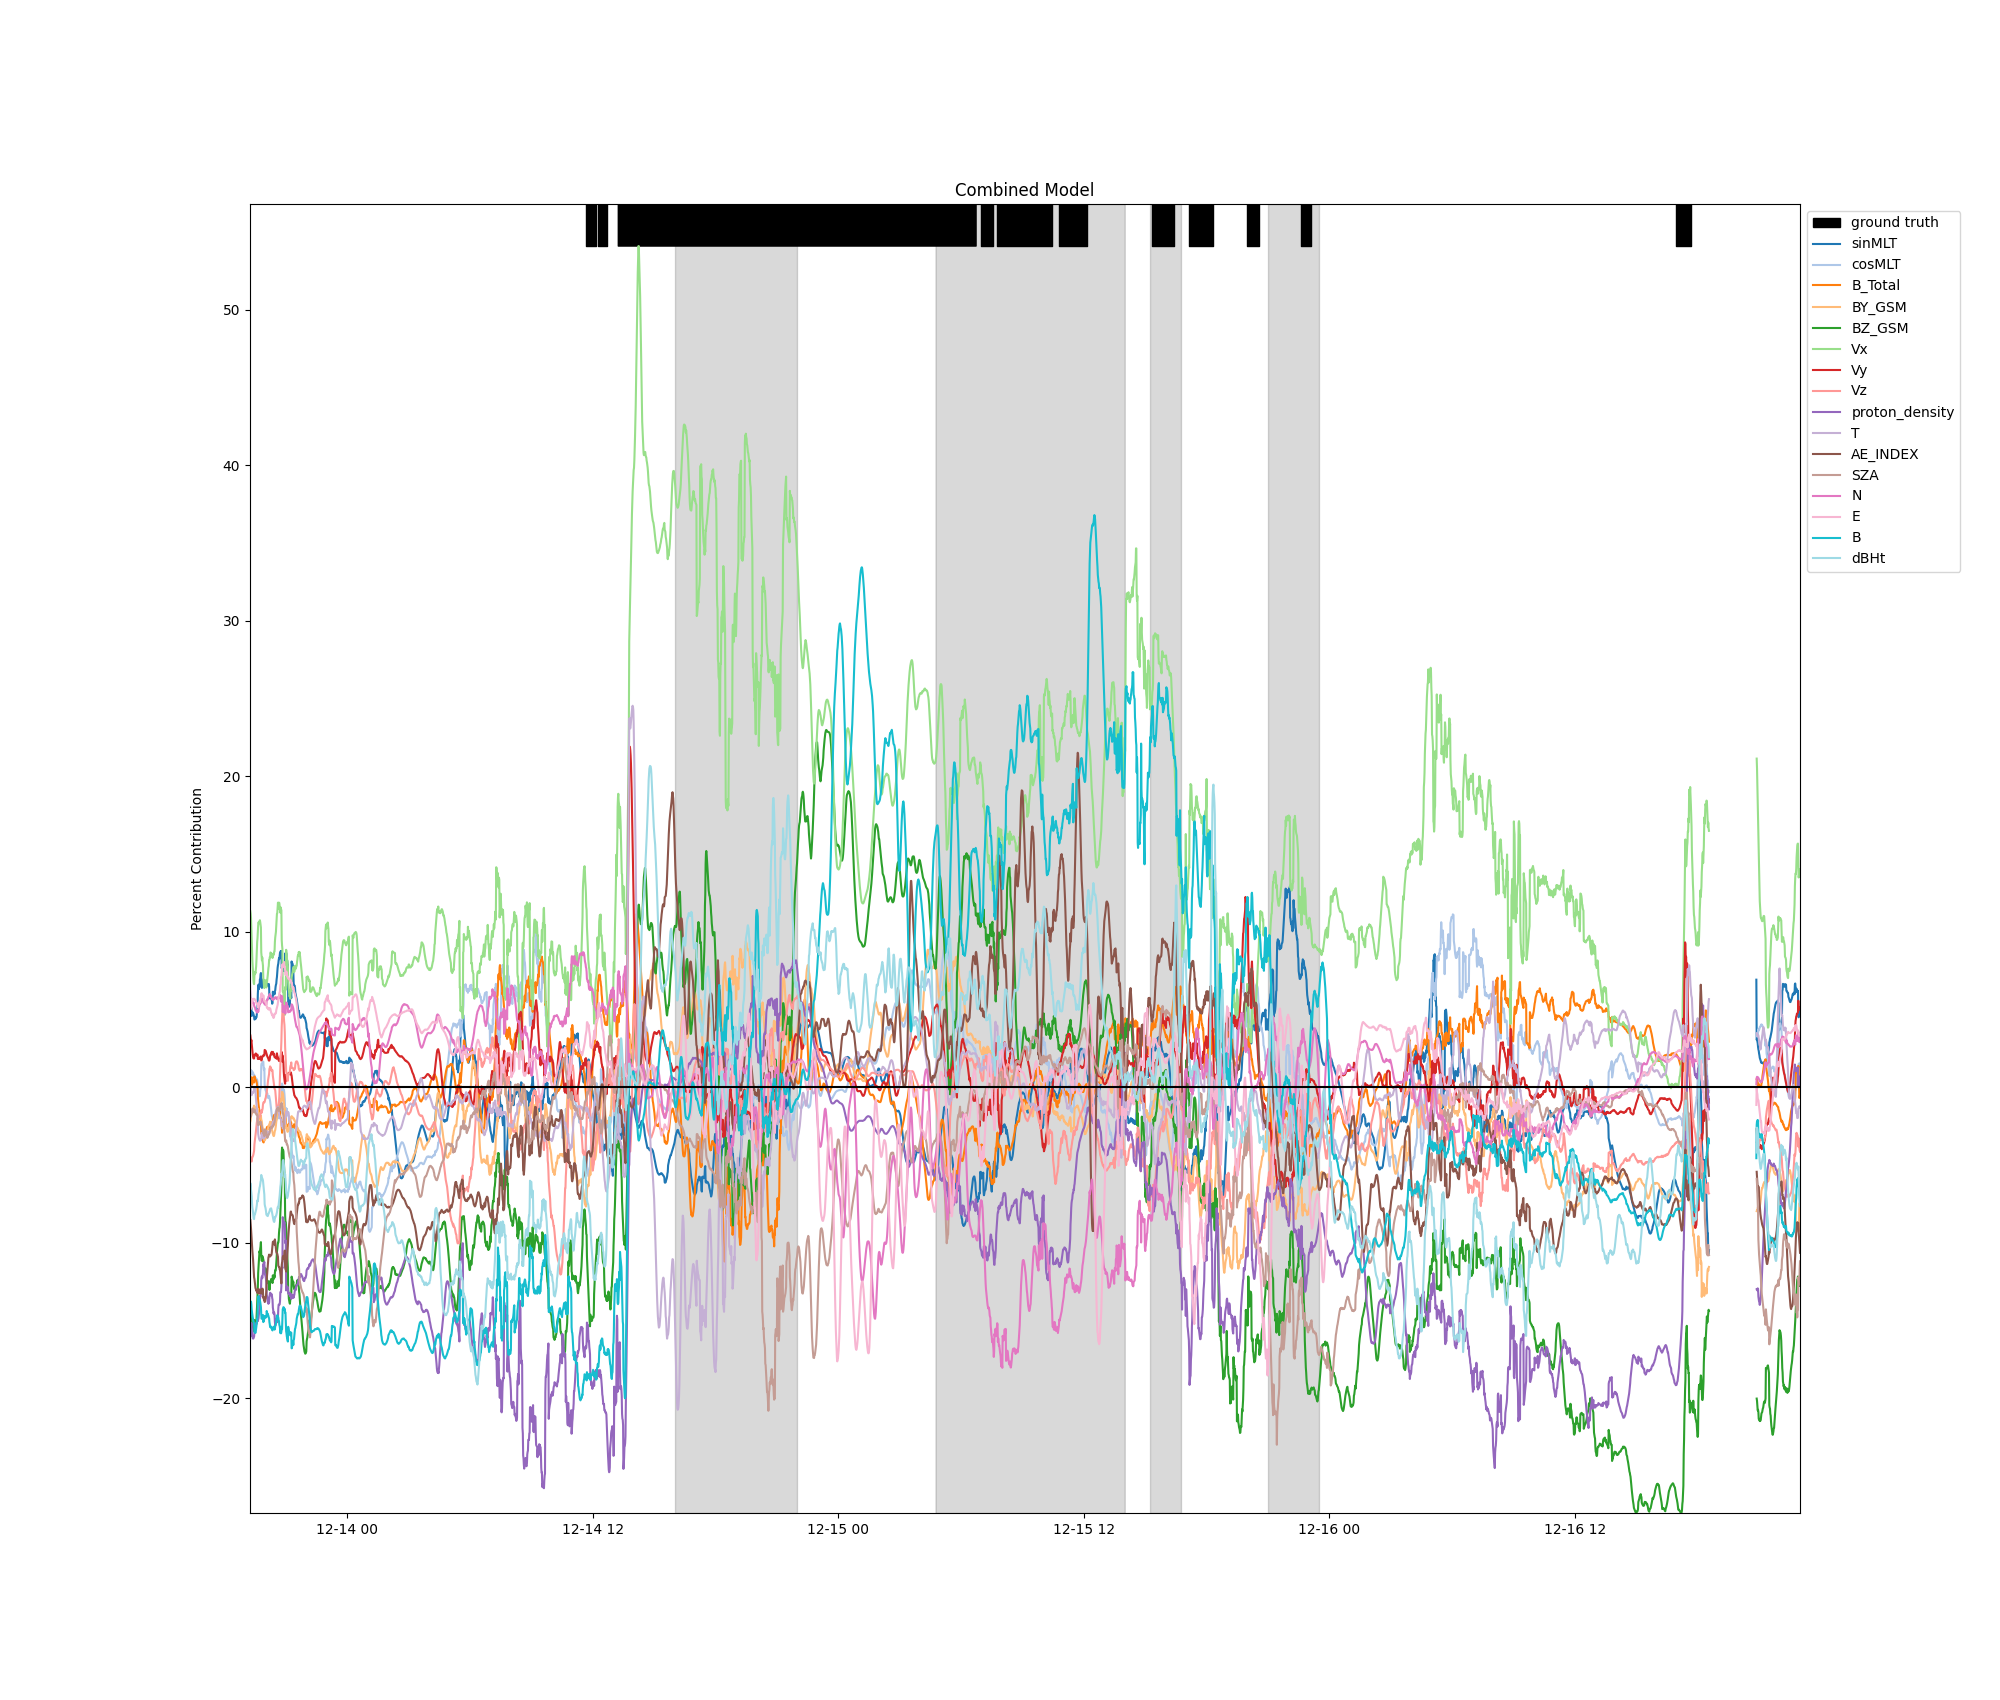 Combined Model
Percent Contribution
50
40
30
20
10
0
−10
−20
12-14 00
12-14 12
12-15 00
12-15 12
12-16 00
12-16 12
ground truth
sinMLT
cosMLT
B_Total
BY_GSM
BZ_GSM
Vx
Vy
Vz
proton_density
T
AE_INDEX
SZA
N
E
B
dBHt